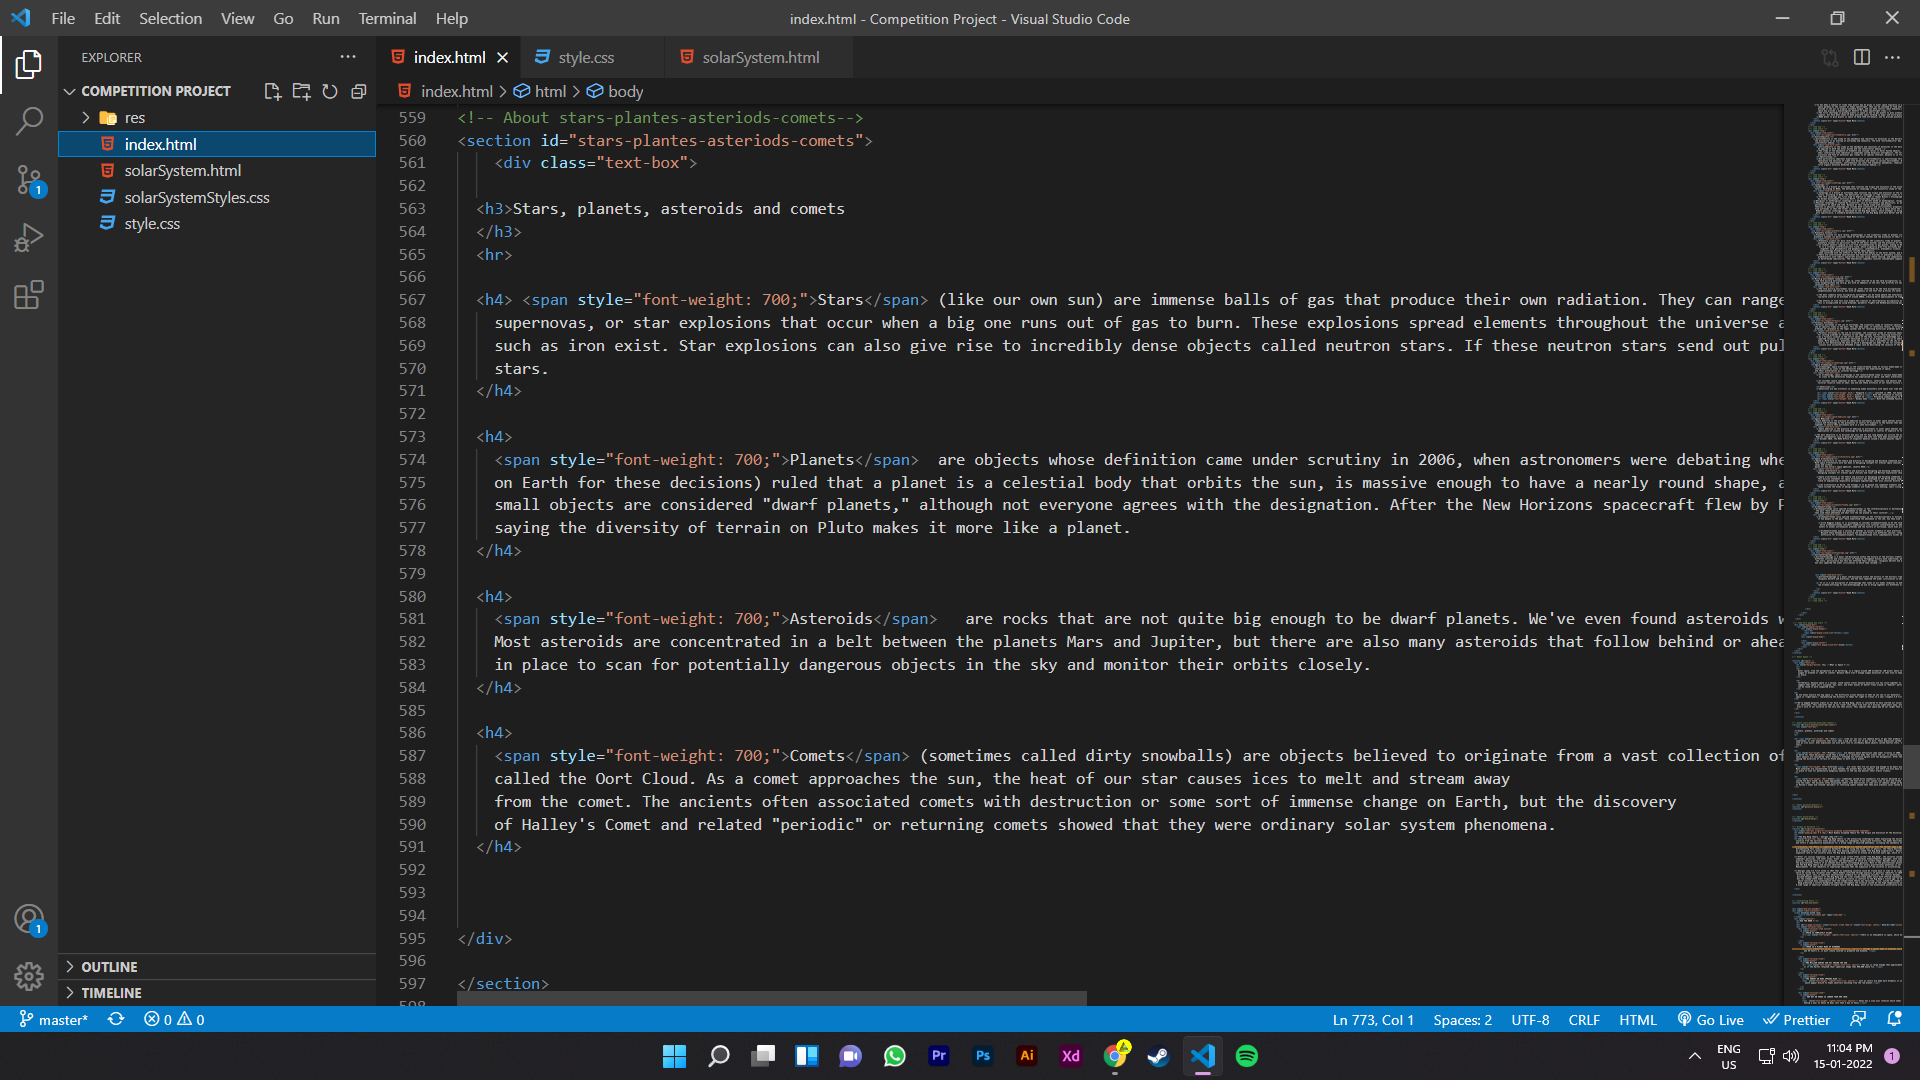 File Edit Selection View Go Run Terminal Help
index.html - Competition Project - Visual Studio Code
EXPLORER
COMPETITION PROJECT
res
index.html
solarSystem.html
solarSystemStyles.css
style.css
OUTLINE
TIMELINE
index.html style.css solarSystem.html
index.html > html > body
559 <!-- About stars-plantes-asteriods-comets-->
560 <section id="stars-plantes-asteriods-comets">
561 <div class="text-box">
562
563 <h3>Stars, planets, asteroids and comets
564 </h3>
565 <hr>
566
567 <h4> <span style="font-weight: 700;">Stars</span> (like our own sun) are immense balls of gas that produce their own radiation. They can range
568 supernovas, or star explosions that occur when a big one runs out of gas to burn. These explosions spread elements throughout the universe a
569 such as iron exist. Star explosions can also give rise to incredibly dense objects called neutron stars. If these neutron stars send out pul
570 stars.
571 </h4>
572
573 <h4>
574 <span style="font-weight: 700;">Planets</span> are objects whose definition came under scrutiny in 2006, when astronomers were debating whe
575 on Earth for these decisions) ruled that a planet is a celestial body that orbits the sun, is massive enough to have a nearly round shape, a
576 small objects are considered "dwarf planets," although not everyone agrees with the designation. After the New Horizons spacecraft flew by P
577 saying the diversity of terrain on Pluto makes it more like a planet.
578 </h4>
579
580 <h4>
581 <span style="font-weight: 700;">Asteroids</span> are rocks that are not quite big enough to be dwarf planets. We've even found asteroids w
582 Most asteroids are concentrated in a belt between the planets Mars and Jupiter, but there are also many asteroids that follow behind or ahea
583 in place to scan for potentially dangerous objects in the sky and monitor their orbits closely.
584 </h4>
585
586 <h4>
587 <span style="font-weight: 700;">Comets</span> (sometimes called dirty snowballs) are objects believed to originate from a vast collection of
588 called the Oort Cloud. As a comet approaches the sun, the heat of our star causes ices to melt and stream away
589 from the comet. The ancients often associated comets with destruction or some sort of immense change on Earth, but the discovery
590 of Halley's Comet and related "periodic" or returning comets showed that they were ordinary solar system phenomena.
591 </h4>
592
593
594
595 </div>
596
597 </section>
598
1
1
master* 0 0 Ln 773, Col 1 Spaces: 2 UTF-8 CRLF HTML Go Live Prettier
Pr Ps Ai Xd
ENG
US
11:04 PM
15-01-2022
1